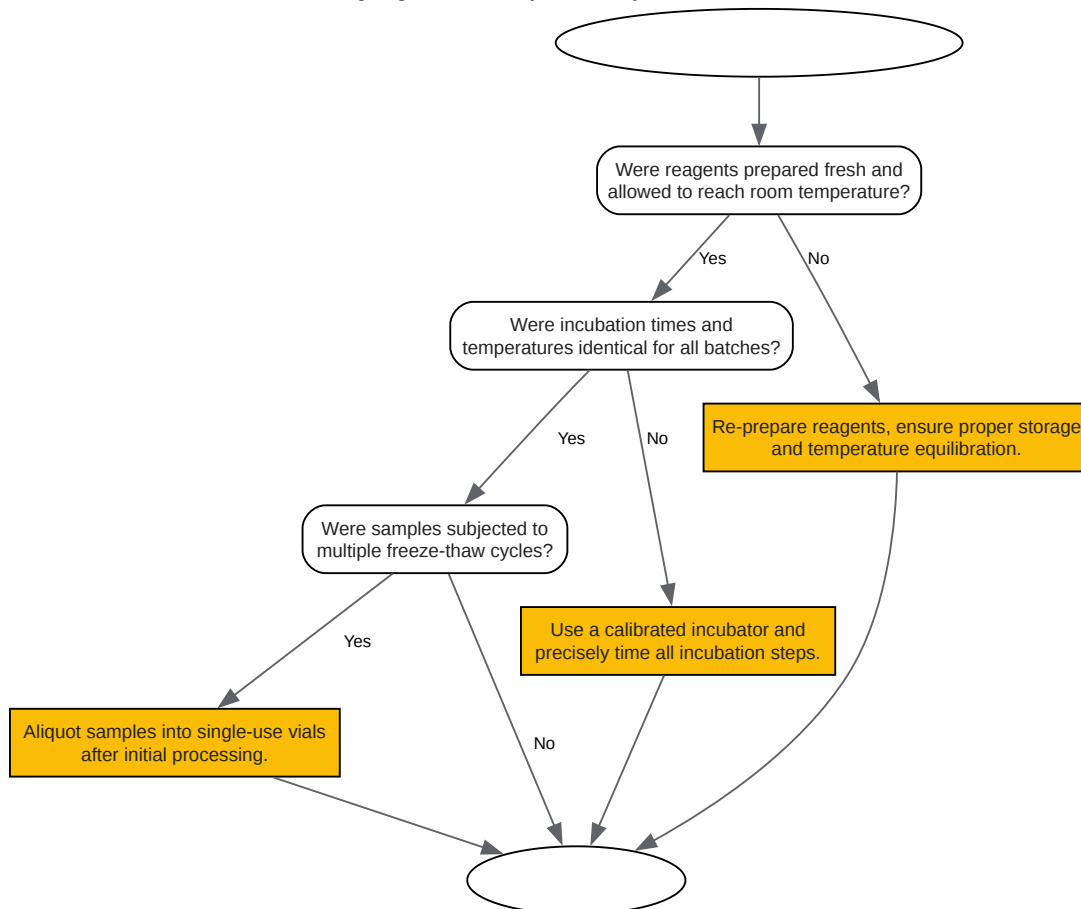 Were reagents prepared fresh and
allowed to reach room temperature?
Yes
No
Were incubation times and
temperatures identical for all batches?
Re-prepare reagents, ensure proper storage
and temperature equilibration.
Yes
No
Were samples subjected to
multiple freeze-thaw cycles?
Use a calibrated incubator and
precisely time all incubation steps.
Yes
Aliquot samples into single-use vials
after initial processing.
No